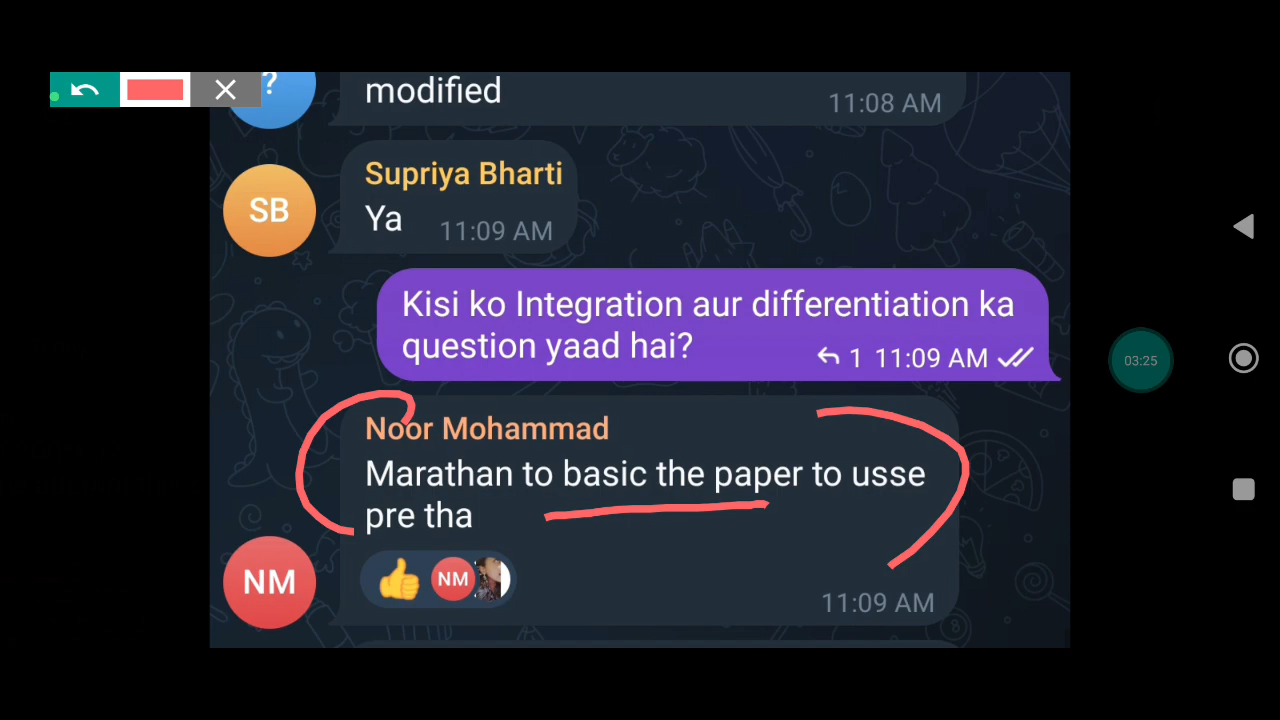 ?
modified
11:08 AM
Supriya Bharti
SB
Ya
11:09 AM
Kisi ko Integration aur differentiation ka
question yaad hai?
1 11:09 AM
03:25
Noor Mohammad
Marathan to basic the paper to usse
pre tha
NM
NM
11:09 AM